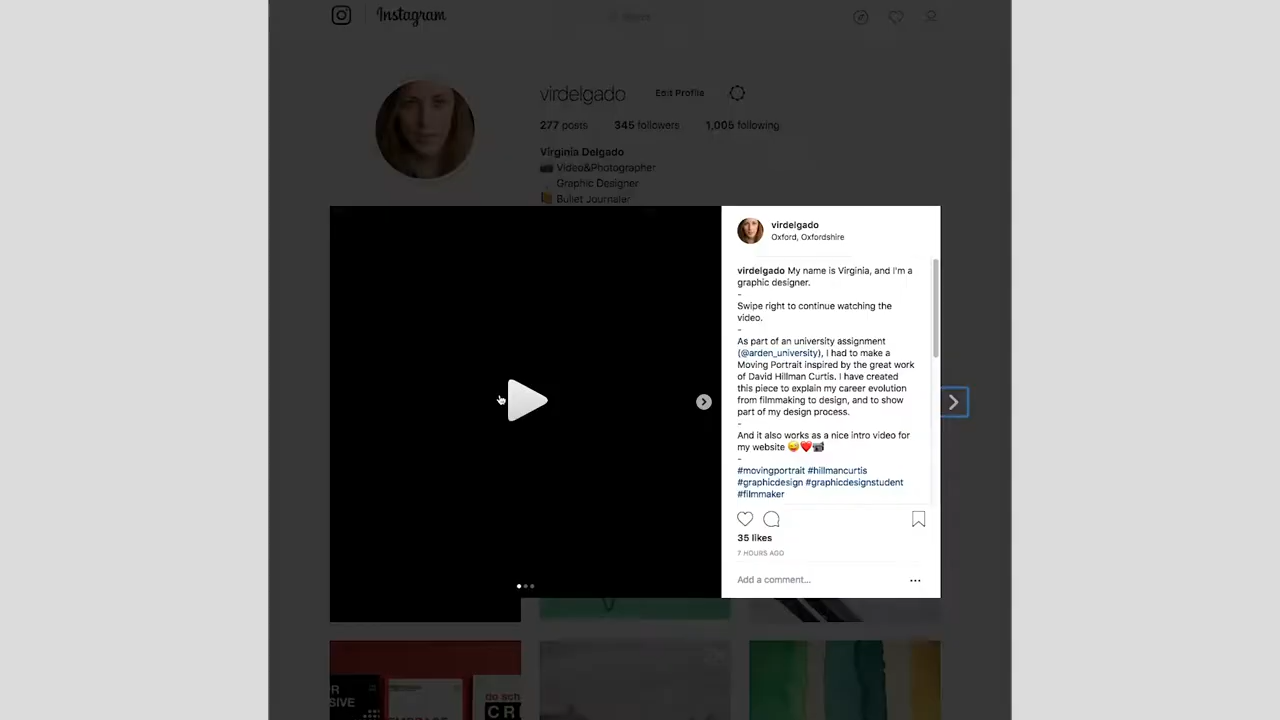 Instagram
virdelgado Edit Profile
277 posts 345 followers 1,005 following
Virginia Delgado
Video&Photographer
Graphic Designer
Bullet Journaler
virdelgado
Oxford, Oxfordshire
virdelgado My name is Virginia, and I'm a
graphic designer.
-
Swipe right to continue watching the
video.
-
As part of an university assignment
(@arden_university), I had to make a
Moving Portrait inspired by the great work
of David Hillman Curtis. I have created
this piece to explain my career evolution
from filmmaking to design, and to show
part of my design process.
-
And it also works as a nice intro video for
my website 😅❤️📹
-
#movingportrait #hillmancurtis
#graphicdesign #graphicdesignstudent
#filmmaker
35 likes
7 HOURS AGO
Add a comment...
do sch
CR